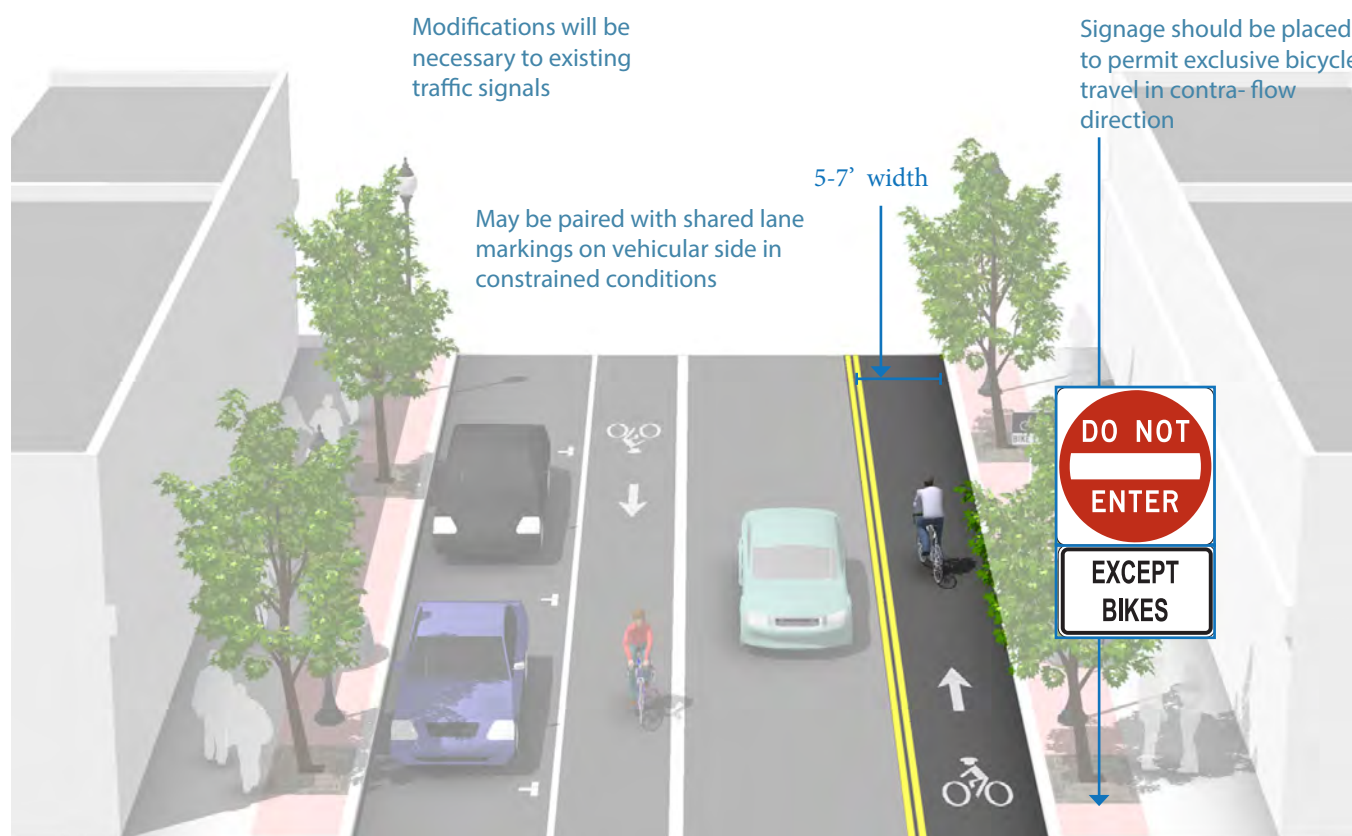 Modifications will be
necessary to existing
traffic signals
Signage should be placed
to permit exclusive bicycle
travel in contra- flow
direction
5-7’ width
May be paired with shared lane
markings on vehicular side in
constrained conditions
DO NOT
ENTER
EXCEPT
BIKES
BIKE